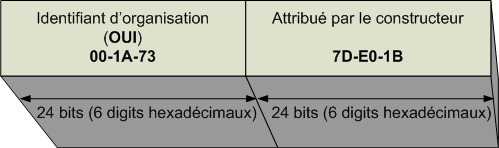 Identifiant d'organisation
(OUI)
00-1A-73
Attribué par le constructeur
7D-E0-1B
24 bits (6 digits hexadécimaux)
24 bits (6 digits hexadécimaux)